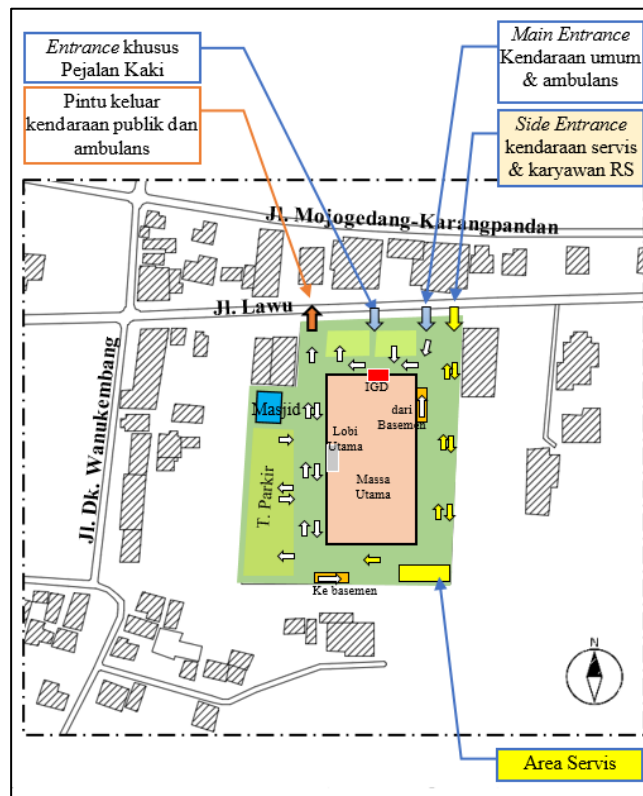 Entrance khusus
Pejalan Kaki
Main Entrance
Kendaraan umum
& ambulans
Pintu keluar
kendaraan publik dan
ambulans
Side Entrance
kendaraan servis
& karyawan RS
Jl. Mojogedang-Karangpandan
Jl. Lawu
Jl. Dk. Wanukembang
IGD
Masjid
dari
Basemen
Lobi
Utama
T. Parkir
Massa
Utama
Ke basemen
N
Area Servis